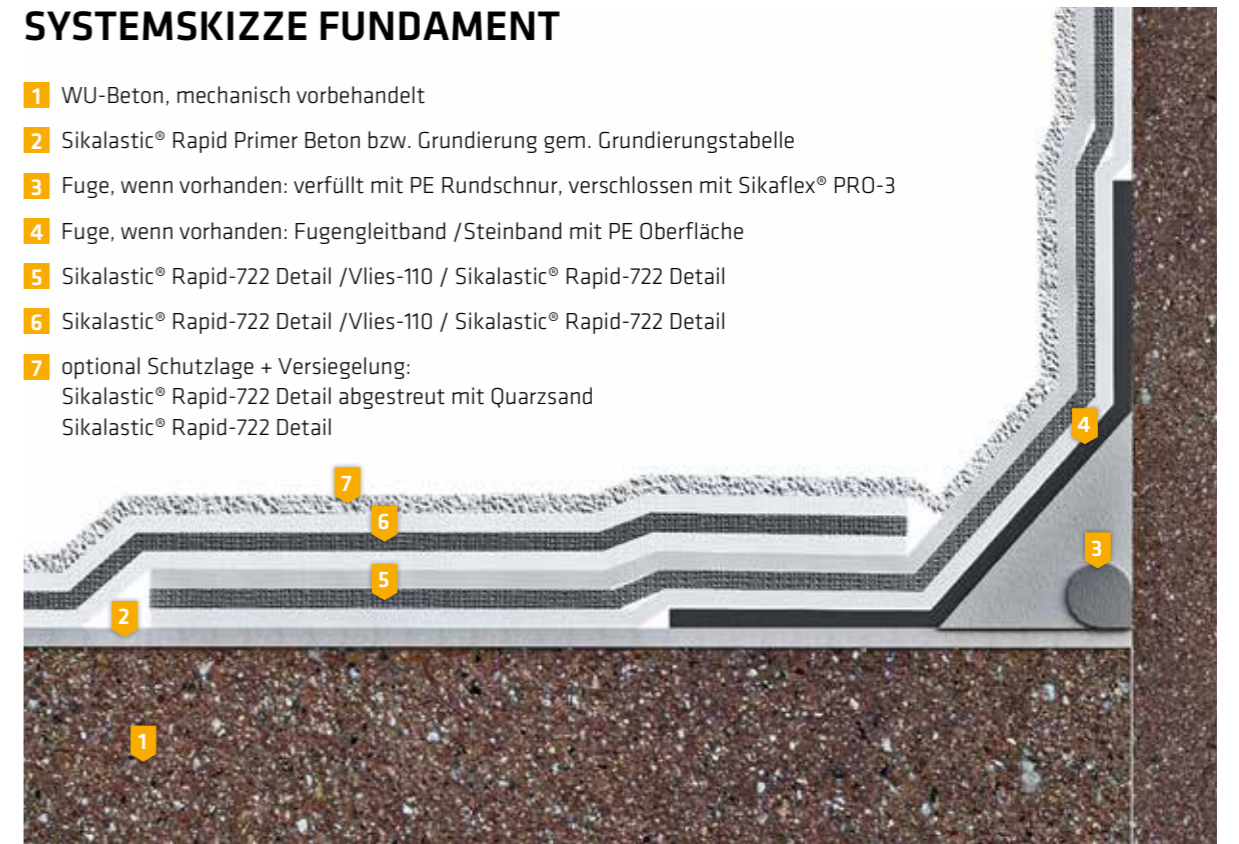 SYSTEMSKIZZE FUNDAMENT
1 WU-Beton, mechanisch vorbehandelt
2 Sikalastic® Rapid Primer Beton bzw. Grundierung gem. Grundierungstabelle
3 Fuge, wenn vorhanden: verfüllt mit PE Rundschnur, verschlossen mit Sikaflex® PRO-3
4 Fuge, wenn vorhanden: Fugengleitband /Steinband mit PE Oberfläche
5 Sikalastic® Rapid-722 Detail /Vlies-110 / Sikalastic® Rapid-722 Detail
6 Sikalastic® Rapid-722 Detail /Vlies-110 / Sikalastic® Rapid-722 Detail
7 optional Schutzlage + Versiegelung:
Sikalastic® Rapid-722 Detail abgestreut mit Quarzsand
Sikalastic® Rapid-722 Detail
4
7
6
3
5
2
1